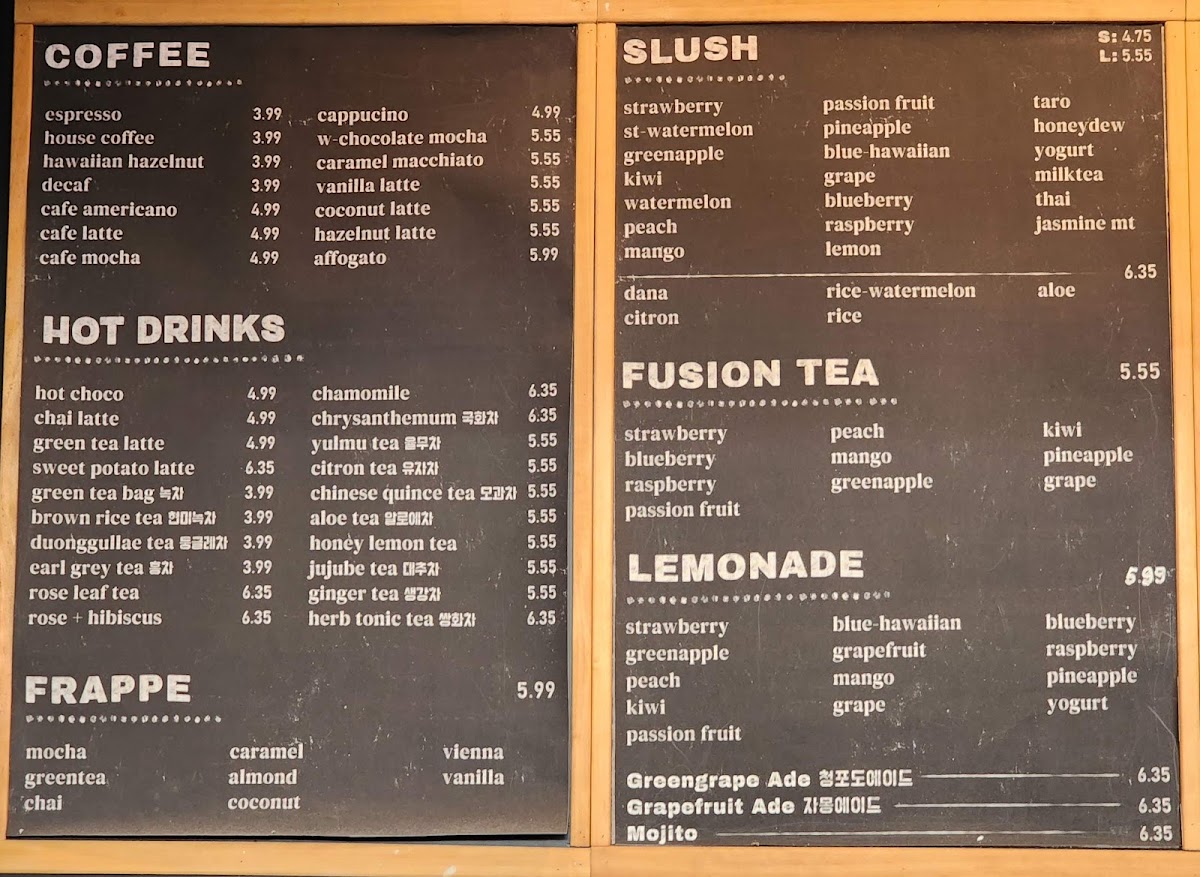 COFFEE
espresso 3.99 cappucino 4.99
house coffee 3.99 w-chocolate mocha 5.55
hawaiian hazelnut 3.99 caramel macchiato 5.55
decaf 3.99 vanilla latte 5.55
cafe americano 4.99 coconut latte 5.55
cafe latte 4.99 hazelnut latte 5.55
cafe mocha 4.99 affogato 5.99
HOT DRINKS
hot choco 4.99 chamomile 6.35
chai latte 4.99 chrysanthemum 국화차 6.35
green tea latte 4.99 yulmu tea 율무차 5.55
sweet potato latte 6.35 citron tea 유자차 5.55
green tea bag 녹차 3.99 chinese quince tea 모과차 5.55
brown rice tea 현미녹차 3.99 aloe tea 알로에차 5.55
duonggullae tea 둥글레차 3.99 honey lemon tea 5.55
earl grey tea 홍차 3.99 jujube tea 대추차 5.55
rose leaf tea 6.35 ginger tea 생강차 5.55
rose + hibiscus 6.35 herb tonic tea 쌍화차 6.35
FRAPPE 5.99
mocha caramel vienna
greentea almond vanilla
chai coconut
SLUSH S: 4.75
L: 5.55
strawberry passion fruit taro
st-watermelon pineapple honeydew
greenapple blue-hawaiian yogurt
kiwi grape milktea
watermelon blueberry thai
peach raspberry jasmine mt
mango lemon
6.35
dana rice-watermelon aloe
citron rice
FUSION TEA 5.55
strawberry peach kiwi
blueberry mango pineapple
raspberry greenapple grape
passion fruit
LEMONADE 5.99
strawberry blue-hawaiian blueberry
greenapple grapefruit raspberry
peach mango pineapple
kiwi grape yogurt
passion fruit
Greengrape Ade 청포도에이드 6.35
Grapefruit Ade 자몽에이드 6.35
Mojito 6.35